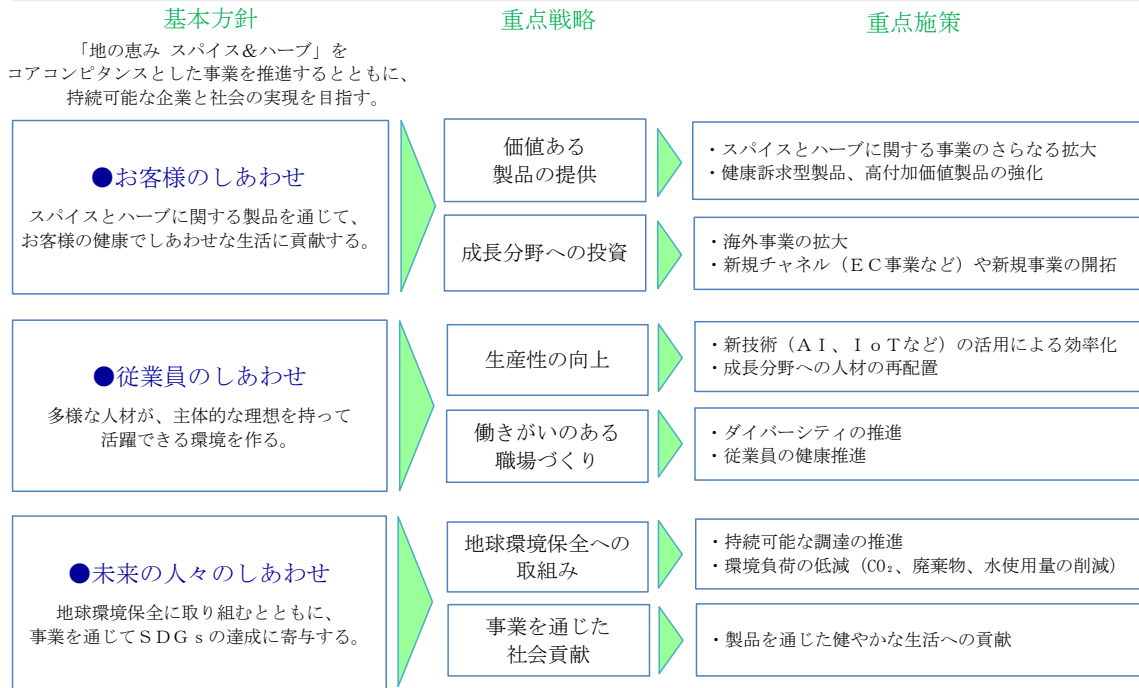 基本方針
重点戦略
重点施策
「地の恵み スパイス＆ハーブ」を
コアコンピタンスとした事業を推進するとともに、
持続可能な企業と社会の実現を目指す。
●お客様のしあわせ
スパイスとハーブに関する製品を通じて、
お客様の健康でしあわせな生活に貢献する。
価値ある
製品の提供
・スパイスとハーブに関する事業のさらなる拡大
・健康訴求型製品、高付加価値製品の強化
成長分野への投資
・海外事業の拡大
・新規チャネル（ＥＣ事業など）や新規事業の開拓
●従業員のしあわせ
多様な人材が、主体的な理想を持って
活躍できる環境を作る。
生産性の向上
・新技術（ＡＩ、ＩｏＴなど）の活用による効率化
・成長分野への人材の再配置
働きがいのある
職場づくり
・ダイバーシティの推進
・従業員の健康推進
●未来の人々のしあわせ
地球環境保全に取り組むとともに、
事業を通じてＳＤＧｓの達成に寄与する。
地球環境保全への
取組み
・持続可能な調達の推進
・環境負荷の低減（CO₂、廃棄物、水使用量の削減）
事業を通じた
社会貢献
・製品を通じた健やかな生活への貢献